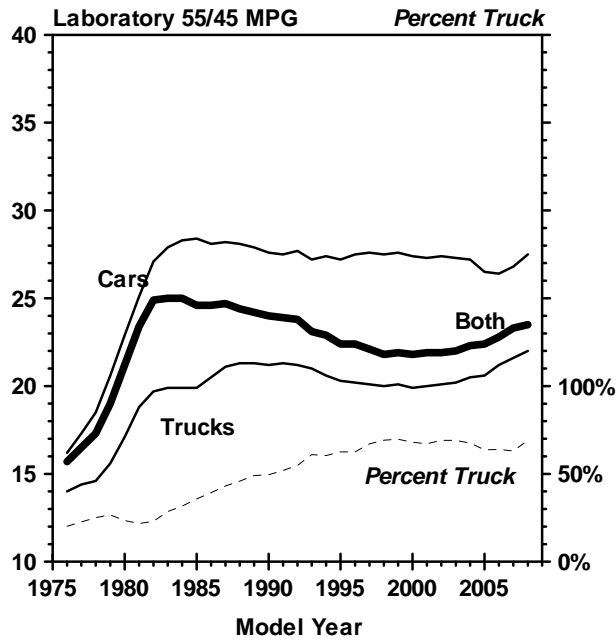 Laboratory 55/45 MPG Percent Truck
40
35
30
25
20
15
10
Cars
Both
Trucks
Percent Truck
100%
50%
0%
1975 1980 1985 1990 1995 2000 2005
Model Year